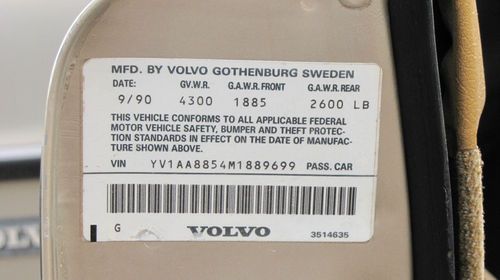 MFD. BY VOLVO GOTHENBURG SWEDEN
DATE: G.V.W.R. G.A.W.R. FRONT G.A.W.R. REAR
9/90 4300 1885 2600 LB
THIS VEHICLE CONFORMS TO ALL APPLICABLE FEDERAL
MOTOR VEHICLE SAFETY, BUMPER AND THEFT PROTEC-
TION STANDARDS IN EFFECT ON THE DATE OF MANUFAC-
TURE SHOWN ABOVE.
VIN YV1AA8854M1889699 PASS. CAR
G VOLVO 3514635